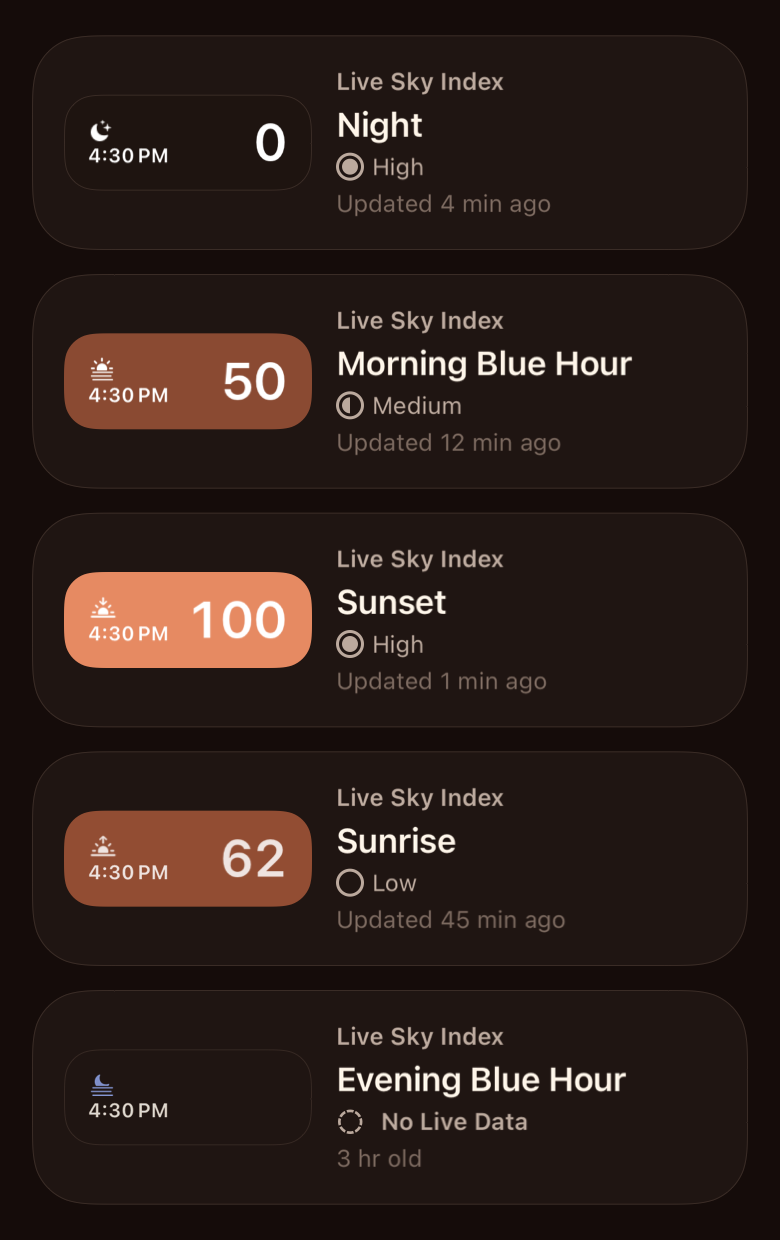 4:30 PM
0
Live Sky Index
Night
High
Updated 4 min ago
4:30 PM
50
Live Sky Index
Morning Blue Hour
Medium
Updated 12 min ago
4:30 PM
100
Live Sky Index
Sunset
High
Updated 1 min ago
4:30 PM
62
Live Sky Index
Sunrise
Low
Updated 45 min ago
4:30 PM
Live Sky Index
Evening Blue Hour
No Live Data
3 hr old